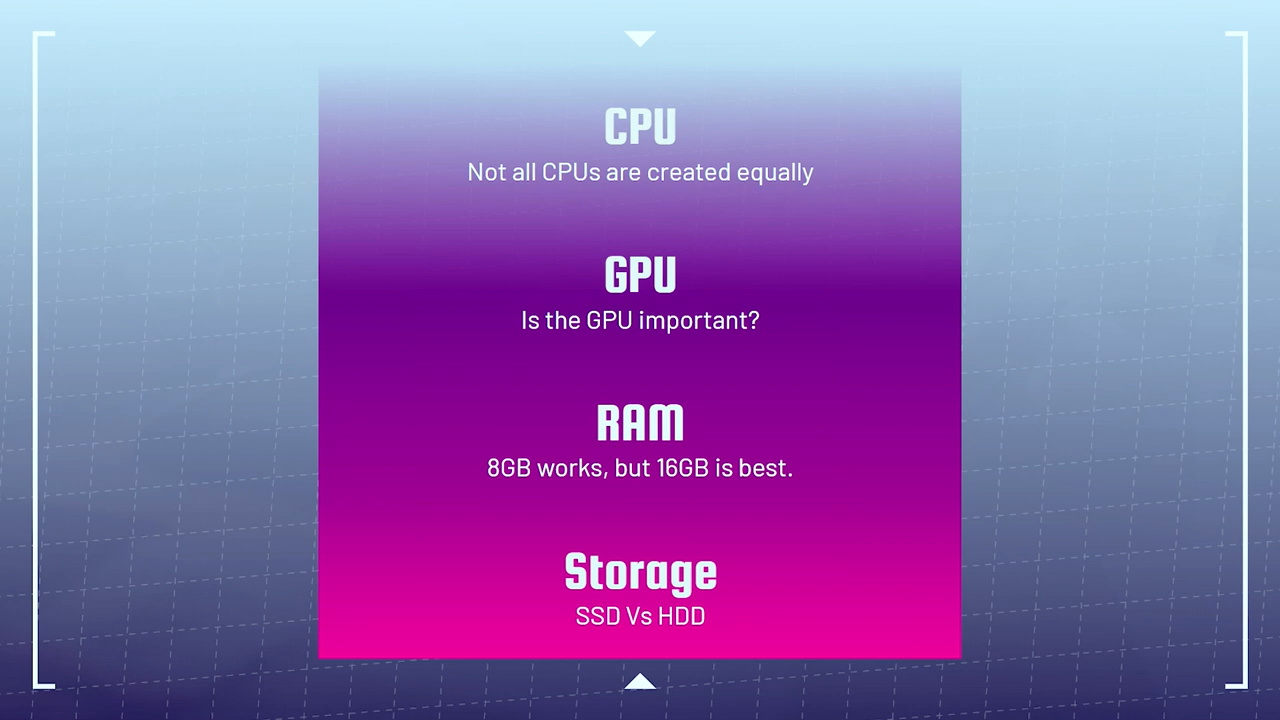 CPU
Not all CPUs are created equally
GPU
Is the GPU important?
RAM
8GB works, but 16GB is best.
Storage
SSD Vs HDD